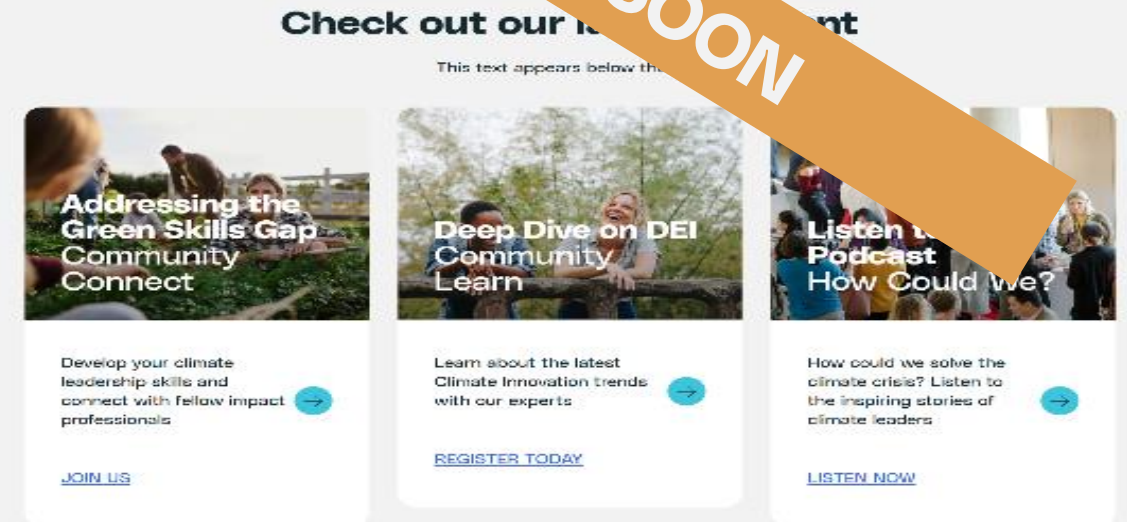 Check out our
This text appears below
SOON
Addressing the
Green Skills Gap
Community
Connect
Develop your climate
leadership skills and
connect with fellow impact
professionals
JOIN US
Deep Dive on DEI
Community
Learn
Learn about the latest
Climate Innovation trends
with our experts
REGISTER TODAY
Listen
Podcast
How Could We?
How could we solve the
climate crisis? Listen to
the inspiring stories of
climate leaders
LISTEN NOW